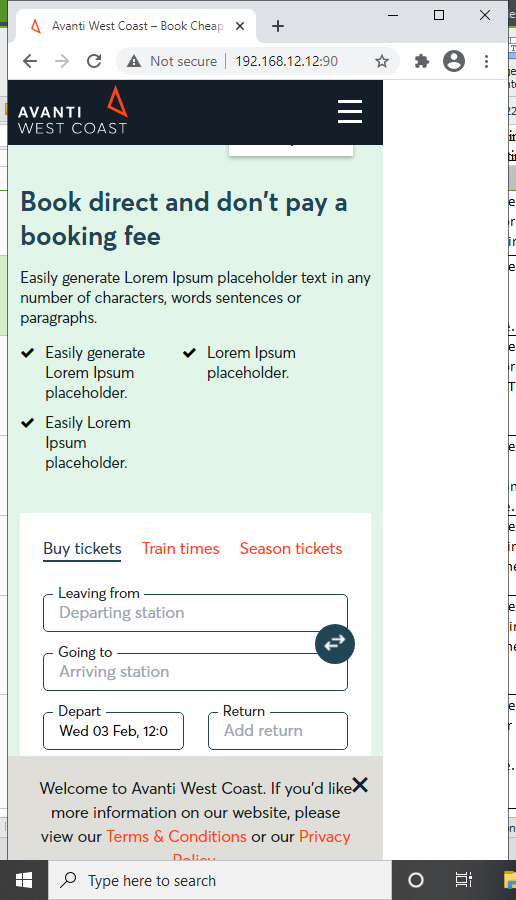 Avanti West Coast – Book Cheap
Not secure 192.168.12.12:90
AVANTI
WEST COAST
Book direct and don't pay a
booking fee
Easily generate Lorem Ipsum placeholder text in any
number of characters, words sentences or
paragraphs.
Easily generate
Lorem Ipsum
placeholder.
Lorem Ipsum
placeholder.
Easily Lorem
Ipsum
placeholder.
Buy tickets Train times Season tickets
Leaving from
Departing station
Going to
Arriving station
Depart Return
Wed 03 Feb, 12:0 Add return
Welcome to Avanti West Coast. If you'd like
more information on our website, please
view our Terms & Conditions or our Privacy
Policy
Type here to search